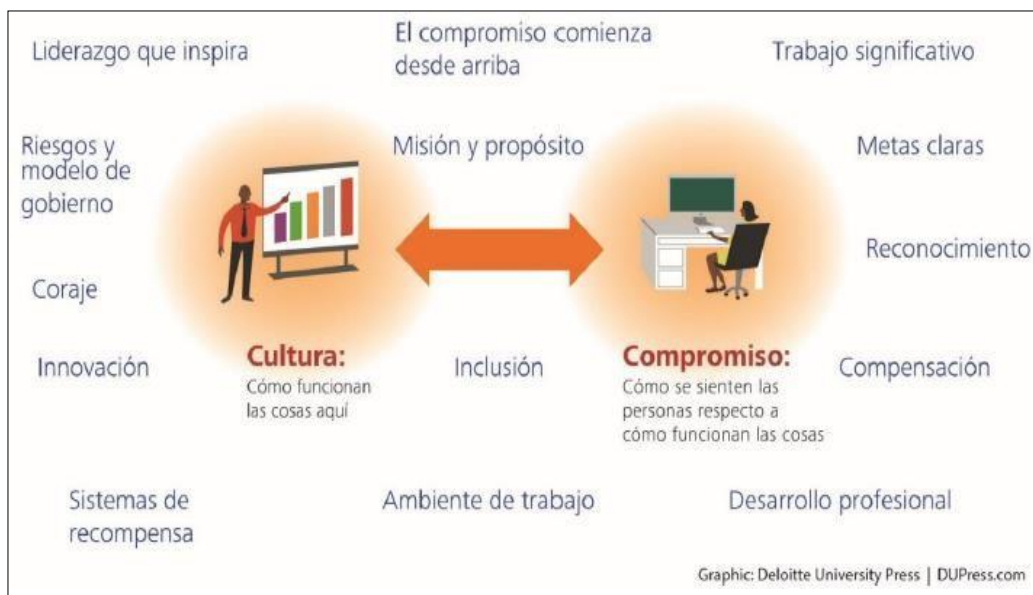 Liderazgo que inspira
El compromiso comienza
desde arriba
Trabajo significativo
Riesgos y
modelo de
gobierno
Misión y propósito
Metas claras
Reconocimiento
Coraje
Innovación
Cultura:
Cómo funcionan
las cosas aquí
Inclusión
Compromiso:
Cómo se sienten las
personas respecto a
cómo funcionan las cosas
Compensación
Sistemas de
recompensa
Ambiente de trabajo
Desarrollo profesional
Graphic: Deloitte University Press | DUPress.com